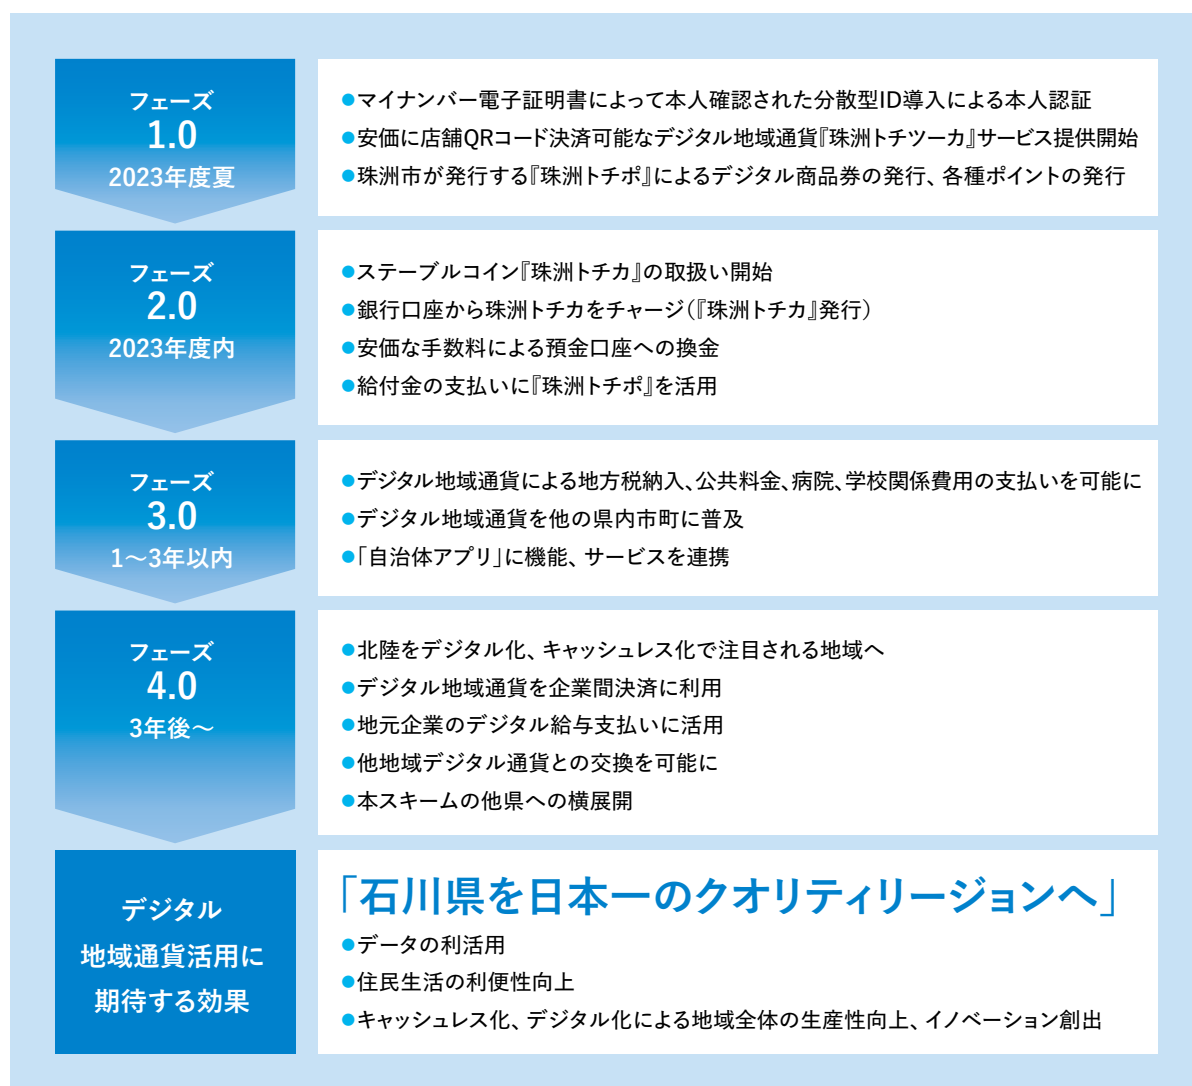 フェーズ
1.0
2023年度夏
●マイナンバー電子証明書によって本人確認された分散型ID導入による本人認証
●安価に店舗QRコード決済可能なデジタル地域通貨『珠洲トチツーカ』サービス提供開始
●珠洲市が発行する『珠洲トチポ』によるデジタル商品券の発行、各種ポイントの発行
フェーズ
2.0
2023年度内
●ステーブルコイン『珠洲トチカ』の取扱い開始
●銀行口座から珠洲トチカをチャージ(『珠洲トチカ』発行)
●安価な手数料による預金口座への換金
●給付金の支払いに『珠洲トチポ』を活用
フェーズ
3.0
1〜3年以内
●デジタル地域通貨による地方税納入、公共料金、病院、学校関係費用の支払いを可能に
●デジタル地域通貨を他の県内市町に普及
●「自治体アプリ」に機能、サービスを連携
フェーズ
4.0
3年後〜
●北陸をデジタル化、キャッシュレス化で注目される地域へ
●デジタル地域通貨を企業間決済に利用
●地元企業のデジタル給与支払いに活用
●他地域デジタル通貨との交換を可能に
●本スキームの他県への横展開
デジタル
地域通貨活用に
期待する効果
「石川県を日本一のクオリティリージョンへ」
●データの利活用
●住民生活の利便性向上
●キャッシュレス化、デジタル化による地域全体の生産性向上、イノベーション創出